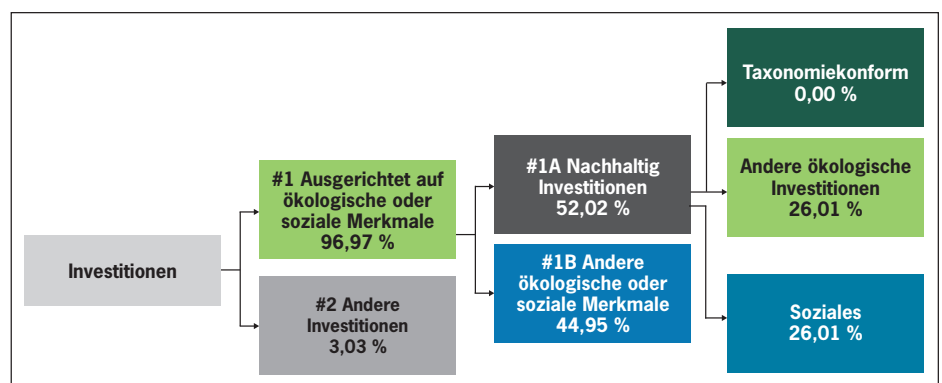 Investitionen
#1 Ausgerichtet auf
ökologische oder
soziale Merkmale
96,97 %
#2 Andere
Investitionen
3,03 %
#1A Nachhaltig
Investitionen
52,02 %
#1B Andere
ökologische oder
soziale Merkmale
44,95 %
Taxonomiekonform
0,00 %
Andere ökologische
Investitionen
26,01 %
Soziales
26,01 %